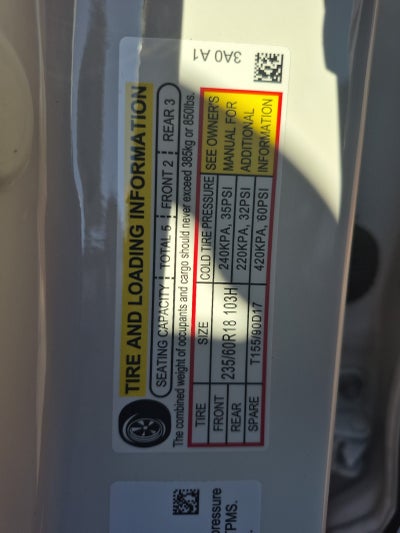 3A0 A1
TIRE AND LOADING INFORMATION
SEATING CAPACITY TOTAL 5 FRONT 2 REAR 3
The combined weight of occupants and cargo should never exceed 385kg or 850lbs.
TIRE SIZE COLD TIRE PRESSURE SEE OWNER'S
FRONT 235/60R18 103H 240KPA, 35PSI MANUAL FOR
REAR 220KPA, 32PSI ADDITIONAL
SPARE T155/90D17 420KPA, 60PSI INFORMATION
pressure
TPMS.